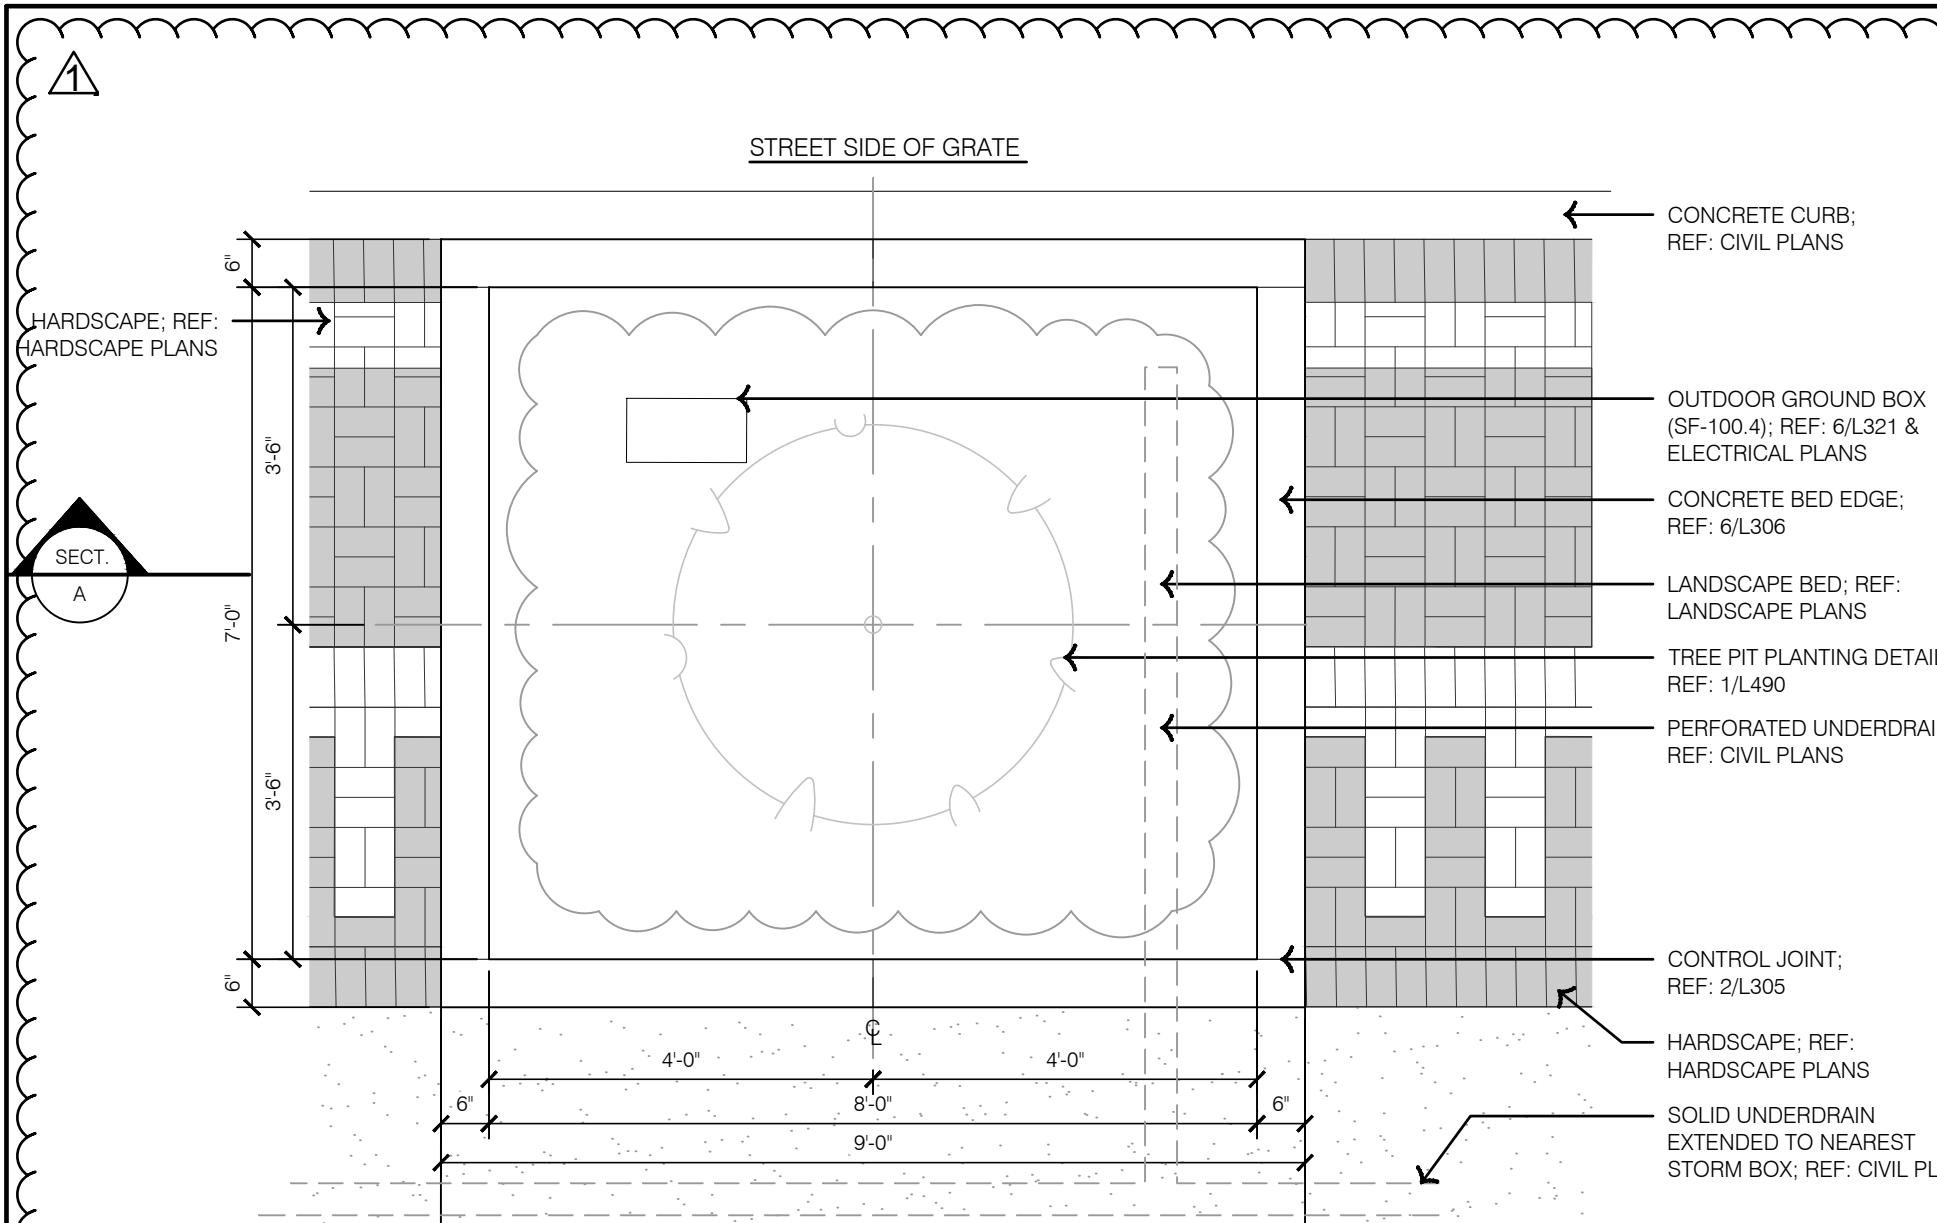 1
STREET SIDE OF GRATE
CONCRETE CURB;
REF: CIVIL PLANS
6"
HARDSCAPE; REF:
HARDSCAPE PLANS
OUTDOOR GROUND BOX
(SF-100.4); REF: 6/L321 &
ELECTRICAL PLANS
3'-6"
CONCRETE BED EDGE;
REF: 6/L306
SECT.
A
LANDSCAPE BED; REF:
LANDSCAPE PLANS
7'-0"
TREE PIT PLANTING DETAIL
REF: 1/L490
PERFORATED UNDERDRAI
REF: CIVIL PLANS
3'-6"
CONTROL JOINT;
REF: 2/L305
6"
HARDSCAPE; REF:
HARDSCAPE PLANS
CL
4'-0" 4'-0"
6" 8'-0" 6"
9'-0"
SOLID UNDERDRAIN
EXTENDED TO NEAREST
STORM BOX; REF: CIVIL PL